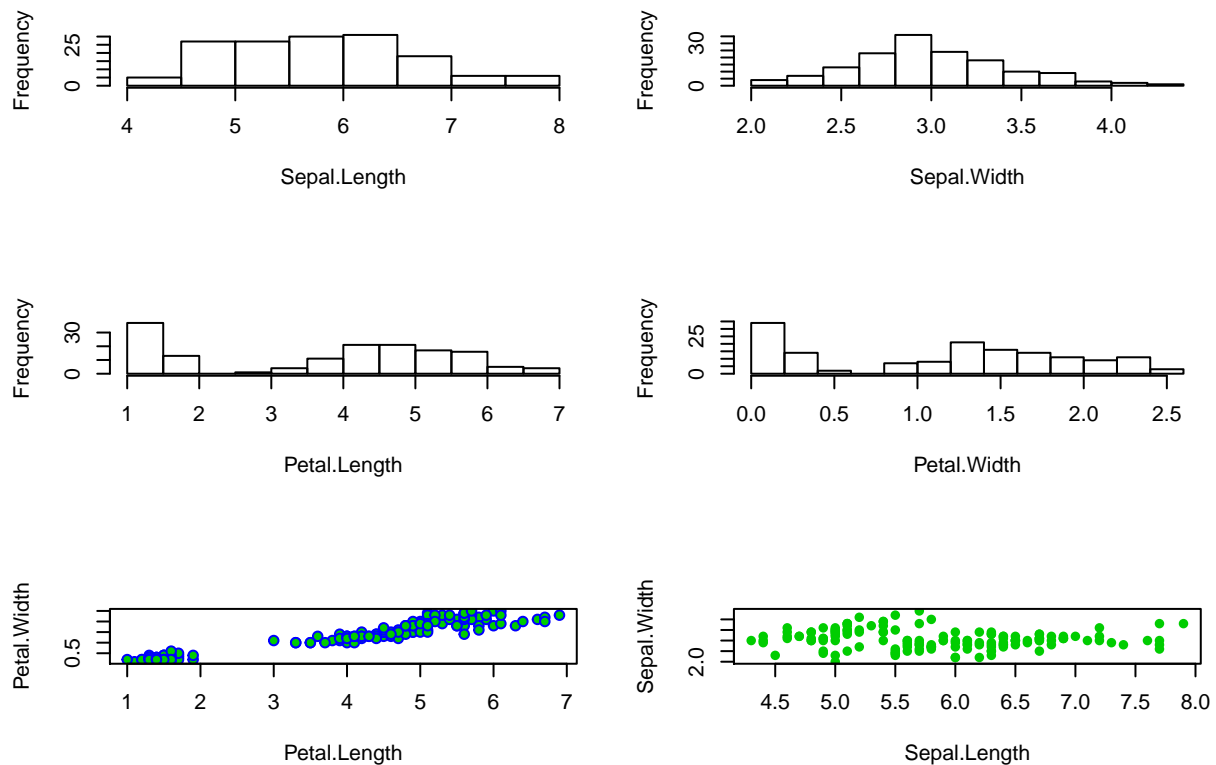 Frequency
25
0
4 5 6 7 8
Sepal.Length
Frequency
30
0
2.0 2.5 3.0 3.5 4.0
Sepal.Width
Frequency
30
0
1 2 3 4 5 6 7
Petal.Length
Frequency
25
0
0.0 0.5 1.0 1.5 2.0 2.5
Petal.Width
Petal.Width
0.5
1 2 3 4 5 6 7
Petal.Length
Sepal.Width
2.0
4.5 5.0 5.5 6.0 6.5 7.0 7.5 8.0
Sepal.Length